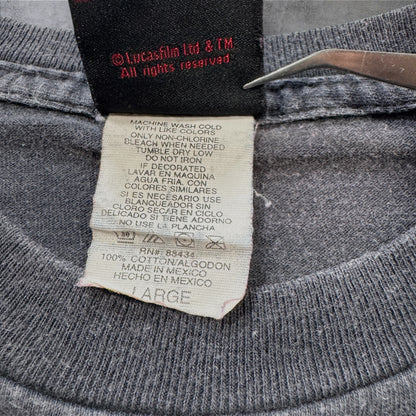 © Lucasfilm Ltd & TM
All rights reserved.
MACHINE WASH COLD
WITH LIKE COLORS
ONLY NON-CHLORINE
BLEACH WHEN NEEDED
TUMBLE DRY LOW
DO NOT IRON
IF DECORATED
LAVAR EN MAQUINA
AGUA FRIA, CON
COLORES SIMILARES
SI ES NECESARIO USE
BLANQUEADOR SIN
CLORO SECAR EN CICLO
DELICADO SI TIENE ADORNO
NO USE LA PLANCHA
RN#: 88434
100% COTTON/ALGODON
MADE IN MEXICO
HECHO EN MEXICO
LARGE